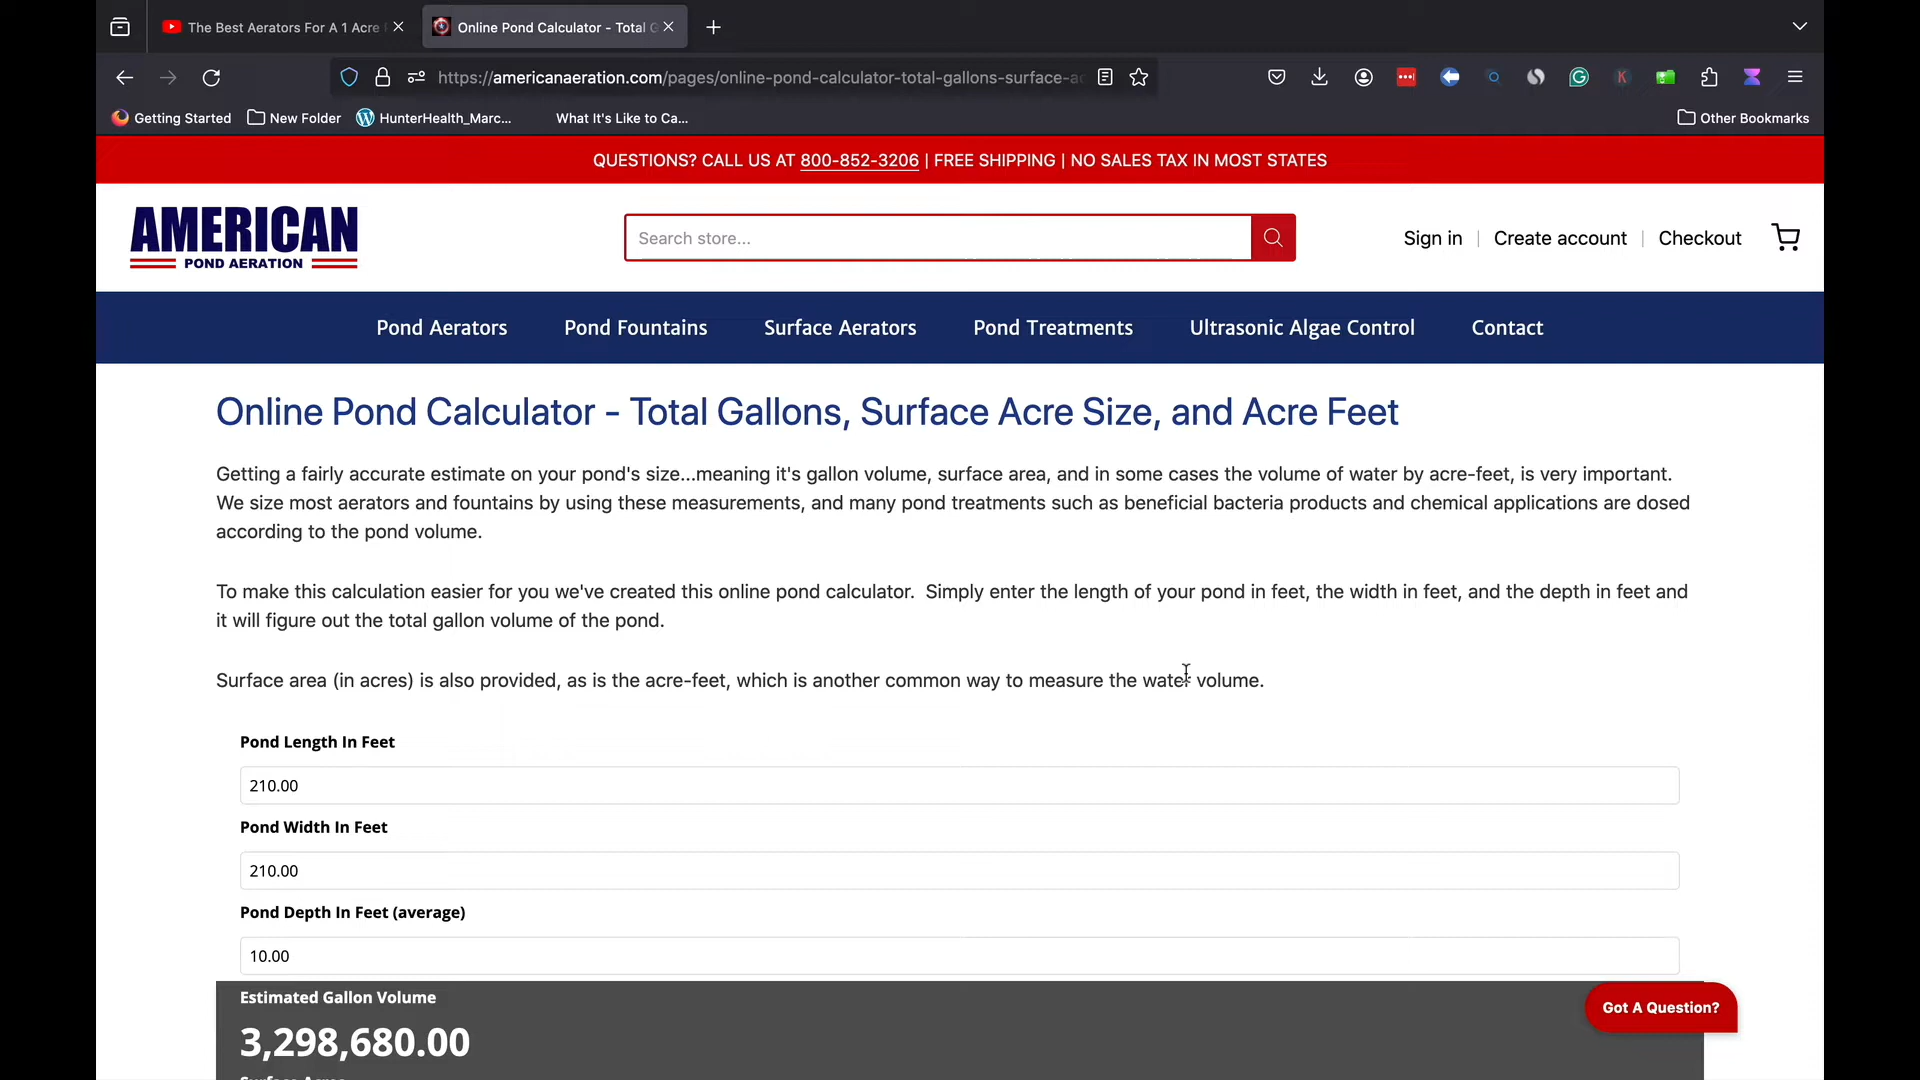 The Best Aerators For A 1 Acre
Online Pond Calculator - Total G
https://americanaeration.com/pages/online-pond-calculator-total-gallons-surface-ac
Getting Started
New Folder
HunterHealth_Marc...
What It's Like to Ca...
Other Bookmarks
QUESTIONS? CALL US AT 800-852-3206 | FREE SHIPPING | NO SALES TAX IN MOST STATES
AMERICAN
POND AERATION
Search store...
Sign in
Create account
Checkout
Pond Aerators
Pond Fountains
Surface Aerators
Pond Treatments
Ultrasonic Algae Control
Contact
Online Pond Calculator - Total Gallons, Surface Acre Size, and Acre Feet
Getting a fairly accurate estimate on your pond's size...meaning it's gallon volume, surface area, and in some cases the volume of water by acre-feet, is very important.
We size most aerators and fountains by using these measurements, and many pond treatments such as beneficial bacteria products and chemical applications are dosed
according to the pond volume.
To make this calculation easier for you we've created this online pond calculator.  Simply enter the length of your pond in feet, the width in feet, and the depth in feet and
it will figure out the total gallon volume of the pond.
Surface area (in acres) is also provided, as is the acre-feet, which is another common way to measure the water volume.
Pond Length In Feet
210.00
Pond Width In Feet
210.00
Pond Depth In Feet (average)
10.00
Estimated Gallon Volume
3,298,680.00
Got A Question?